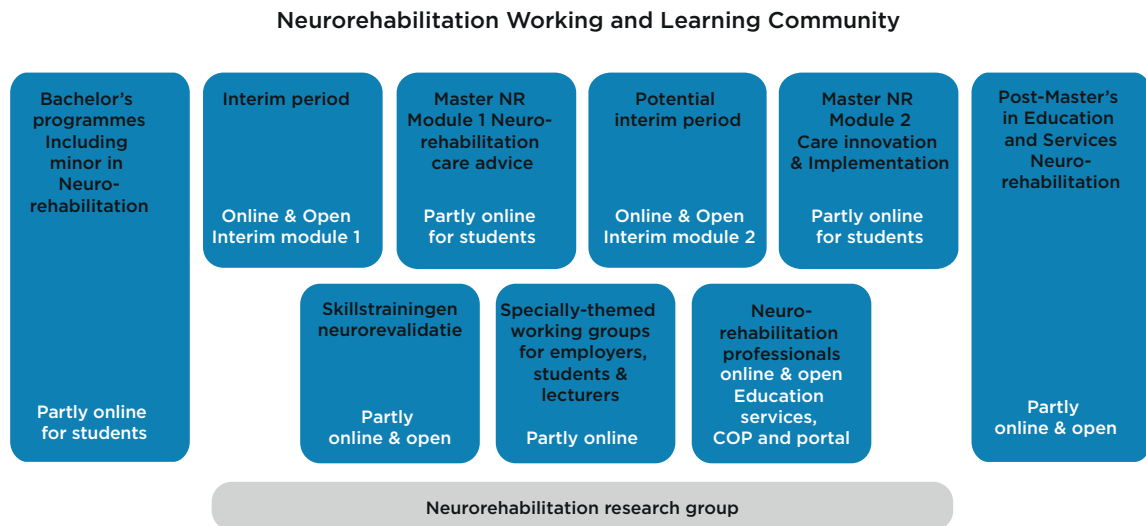 Neurorehabilitation Working and Learning Community
Bachelor's
programmes
Including
minor in
Neuro-
rehabilitation
Partly online
for students
Interim period
Online & Open
Interim module 1
Master NR
Module 1 Neuro-
rehabilitation
care advice
Partly online
for students
Potential
interim period
Online & Open
Interim module 2
Master NR
Module 2
Care innovation
& Implementation
Partly online
for students
Post-Master's
in Education
and Services
Neuro-
rehabilitation
Partly
online & open
Skillstrainingen
neurorevalidatie
Partly
online & open
Specially-themed
working groups
for employers,
students &
lecturers
Partly online
Neuro-
rehabilitation
professionals
online & open
Education
services,
COP and portal
Neurorehabilitation research group